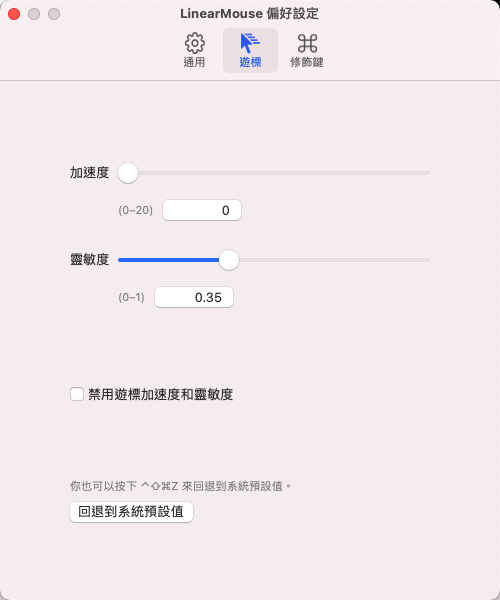 LinearMouse 偏好設定
通用 遊標 修飾鍵
加速度
(0–20) 0
靈敏度
(0–1) 0.35
禁用遊標加速度和靈敏度
你也可以按下 ⌃⇧⌘Z 來回退到系統預設值。
回退到系統預設值